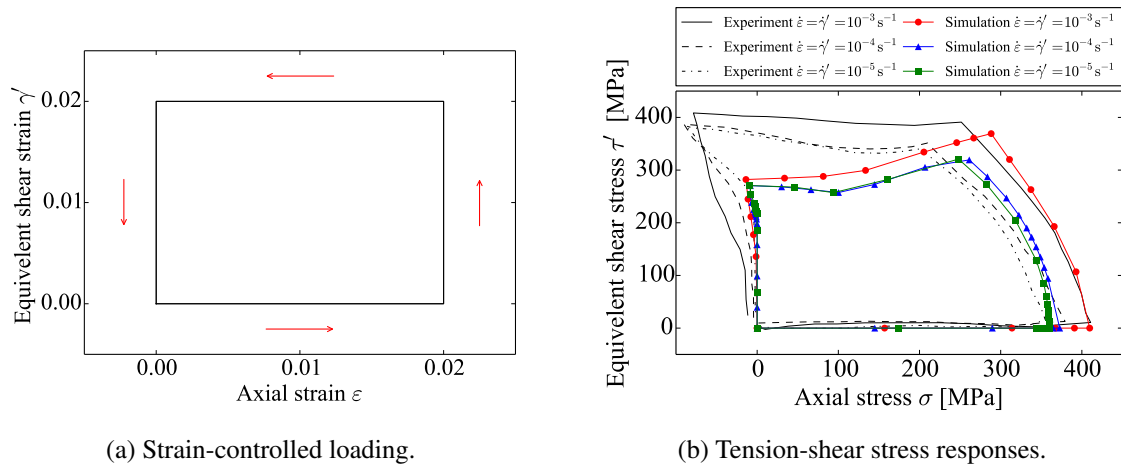 Equivelent shear strain γ′
0.02
0.01
0.00
0.00 0.01 0.02
Axial strain ε
(a) Strain-controlled loading.
Experiment ε̇ = γ̇′ = 10⁻³ s⁻¹ Simulation ε̇ = γ̇′ = 10⁻³ s⁻¹
Experiment ε̇ = γ̇′ = 10⁻⁴ s⁻¹ Simulation ε̇ = γ̇′ = 10⁻⁴ s⁻¹
Experiment ε̇ = γ̇′ = 10⁻⁵ s⁻¹ Simulation ε̇ = γ̇′ = 10⁻⁵ s⁻¹
Equivelent shear stress τ′ [MPa]
400
300
200
100
0
0 100 200 300 400
Axial stress σ [MPa]
(b) Tension-shear stress responses.